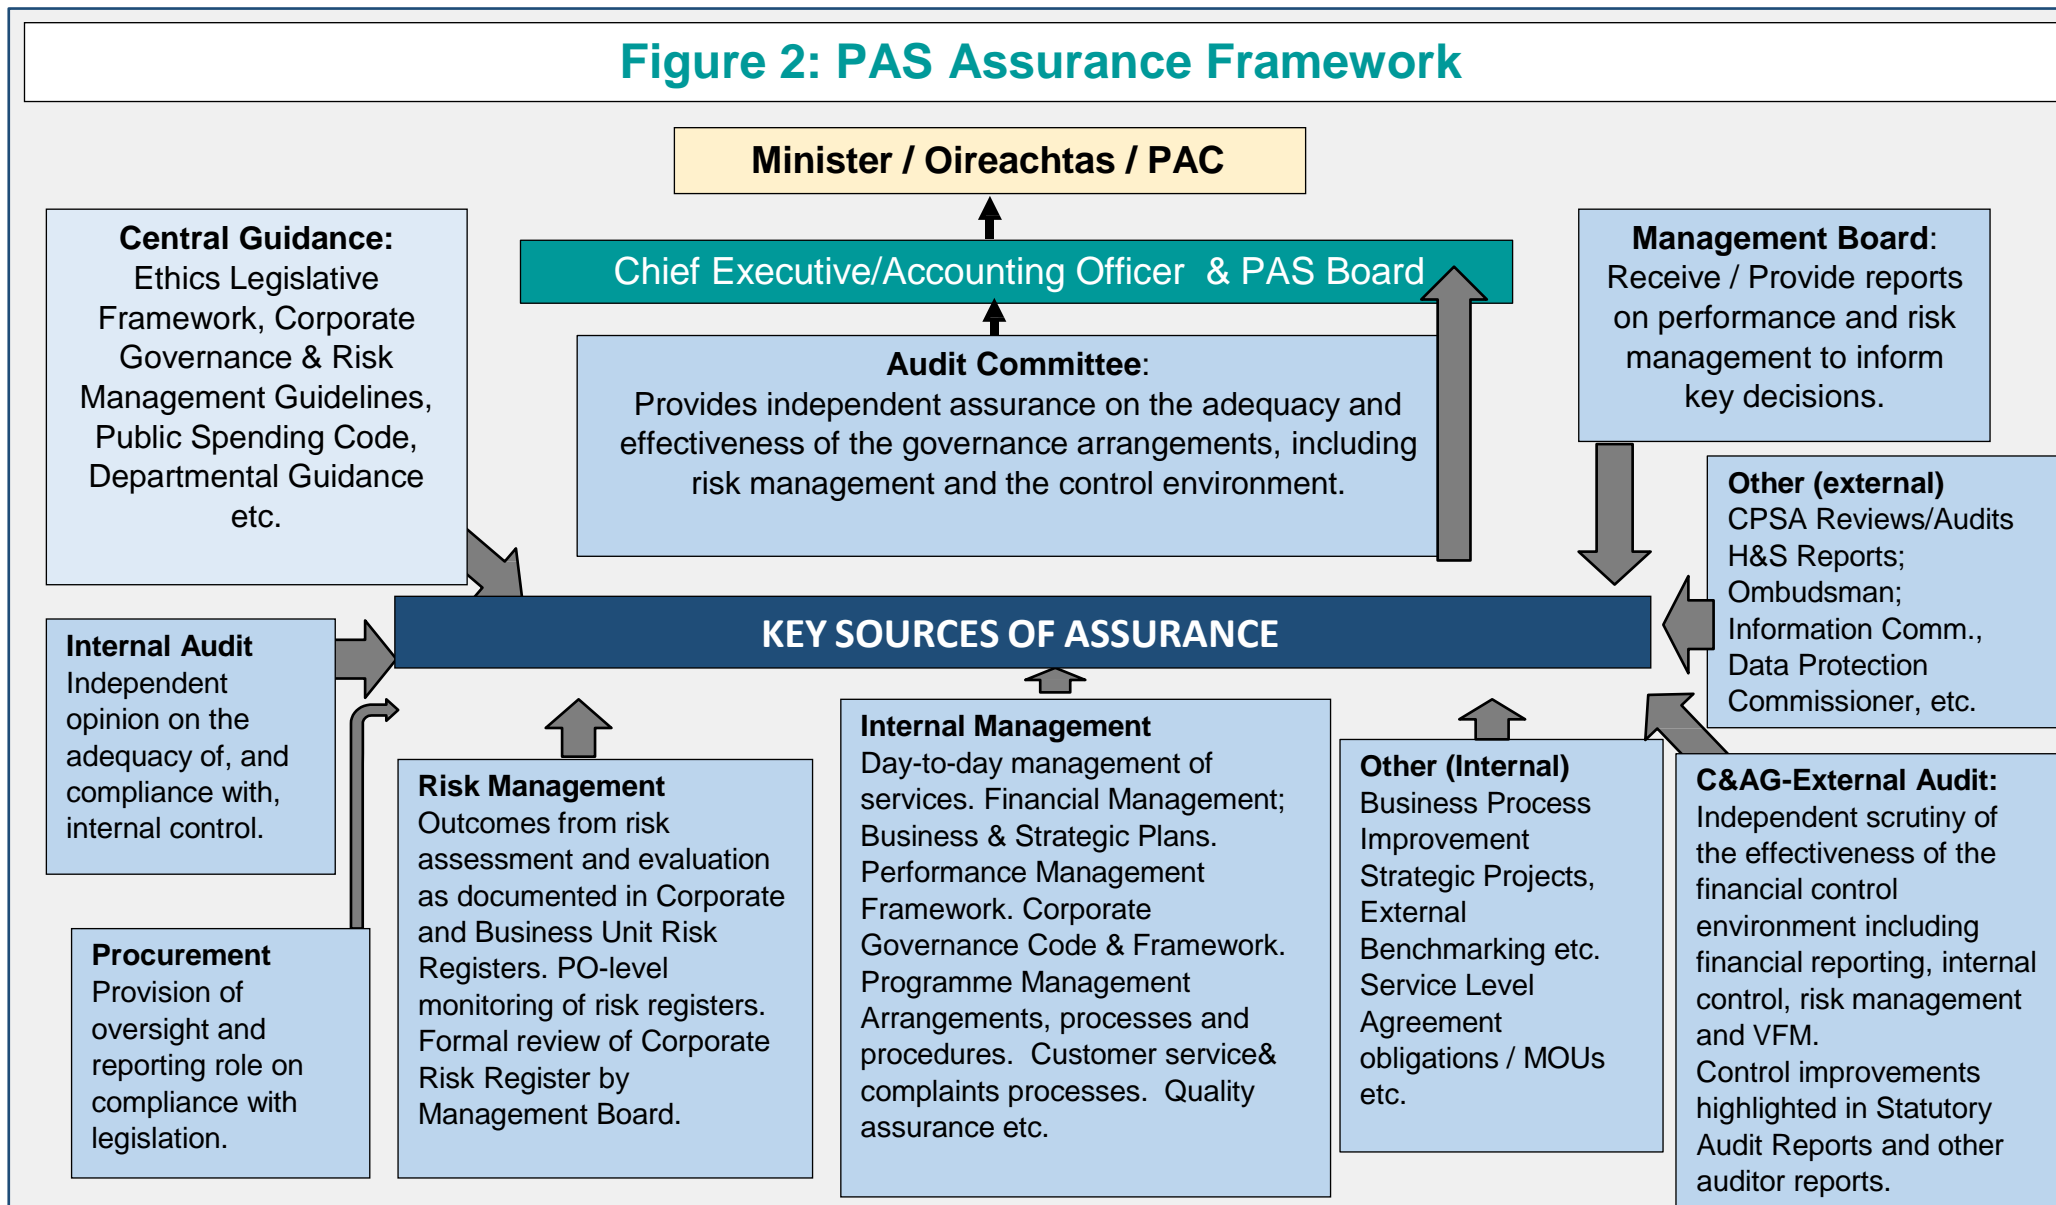 Figure 2: PAS Assurance Framework
Minister / Oireachtas / PAC
Central Guidance:
Ethics Legislative
Framework, Corporate
Governance & Risk
Management Guidelines,
Public Spending Code,
Departmental Guidance
etc.
Chief Executive/Accounting Officer  & PAS Board
Management Board:
Receive / Provide reports
on performance and risk
management to inform
key decisions.
Audit Committee:
Provides independent assurance on the adequacy and
effectiveness of the governance arrangements, including
risk management and the control environment.
Other (external)
CPSA Reviews/Audits
H&S Reports;
Ombudsman;
Information Comm.,
Data Protection
Commissioner, etc.
KEY SOURCES OF ASSURANCE
Internal Audit
Independent
opinion on the
adequacy of, and
compliance with,
internal control.
Procurement
Provision of
oversight and
reporting role on
compliance with
legislation.
Risk Management
Outcomes from risk
assessment and evaluation
as documented in Corporate
and Business Unit Risk
Registers. PO-level
monitoring of risk registers.
Formal review of Corporate
Risk Register by
Management Board.
Internal Management
Day-to-day management of
services. Financial Management;
Business & Strategic Plans.
Performance Management
Framework. Corporate
Governance Code & Framework.
Programme Management
Arrangements, processes and
procedures.  Customer service&
complaints processes.  Quality
assurance etc.
Other (Internal)
Business Process
Improvement
Strategic Projects,
External
Benchmarking etc.
Service Level
Agreement
obligations / MOUs
etc.
C&AG-External Audit:
Independent scrutiny of
the effectiveness of the
financial control
environment including
financial reporting, internal
control, risk management
and VFM.
Control improvements
highlighted in Statutory
Audit Reports and other
auditor reports.